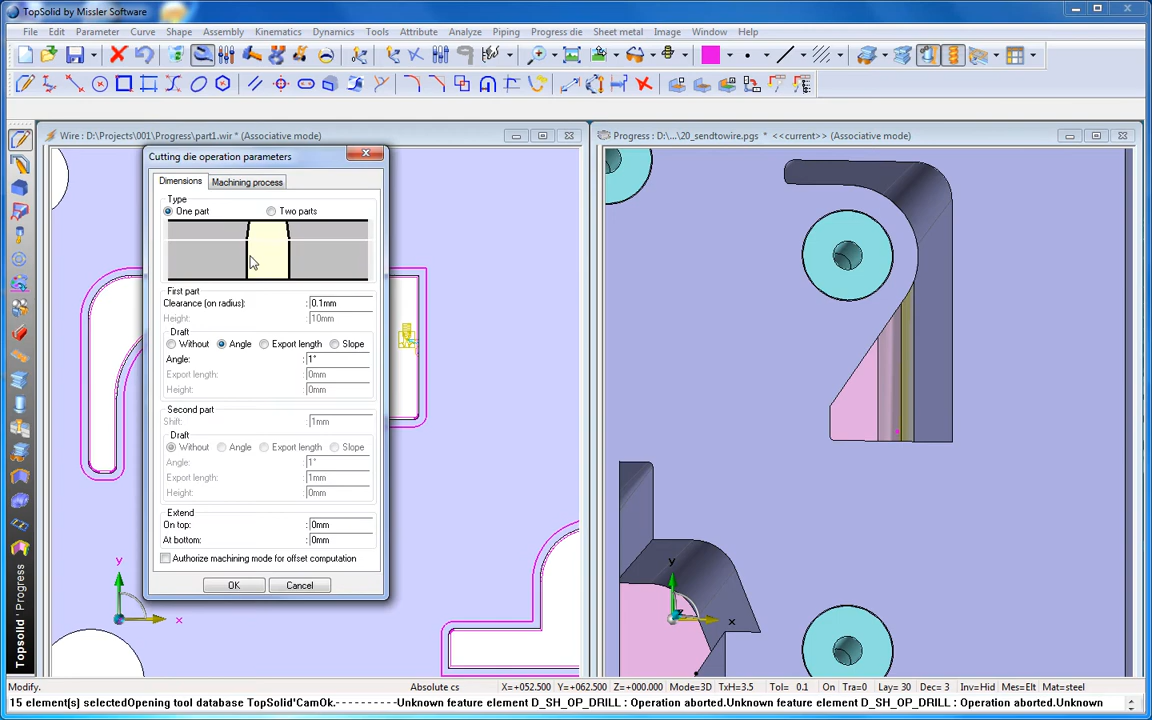 TopSolid by Missler Software
File Edit Parameter Curve Shape Assembly Kinematics Dynamics Tools Attribute Analyze Piping Progress die Sheet metal Image Window Help
Wire : D:\Projects\001\Progress\part1.wir * (Associative mode)
Progress : D:\...\20_sendtowire.pgs * <<current>> (Associative mode)
Cutting die operation parameters
Dimensions Machining process
Type
One part Two parts
First part
Clearance (on radius): : 0.1mm
Height: : 10mm
Draft
Without Angle Export length Slope
Angle: : 1°
Export length: : 0mm
Height: : 0mm
Second part
Shift: : 1mm
Draft
Without Angle Export length Slope
Angle: : 1°
Export length: : 1mm
Height: : 0mm
Extend
On top: : 0mm
At bottom: : 0mm
Authorize machining mode for offset computation
OK Cancel
y
x
y
x
z
TopSolid ' Progress
Modify. Absolute cs X=+052.500 Y=+062.500 Z=+000.000 Mode=3D TxH=3.5 Tol= 0.1 On Tra=0 Lay= 30 Dec= 3 Inv=Hid Mes=Elt Mat=steel
15 element(s) selectedOpening tool database TopSolid'CamOk.----------Unknown feature element D_SH_OP_DRILL : Operation aborted.Unknown feature element D_SH_OP_DRILL : Operation aborted.Unknown